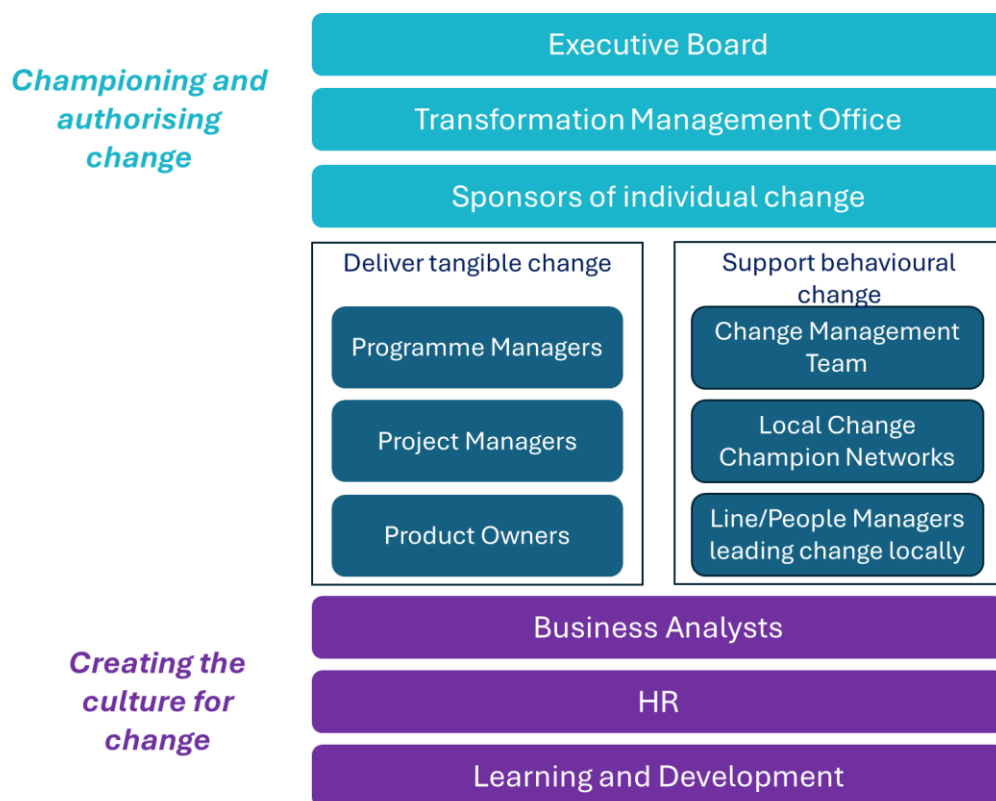 Championing and
authorising
change
Executive Board
Transformation Management Office
Sponsors of individual change
Deliver tangible change
Programme Managers
Project Managers
Product Owners
Support behavioural
change
Change Management
Team
Local Change
Champion Networks
Line/People Managers
leading change locally
Creating the
culture for
change
Business Analysts
HR
Learning and Development